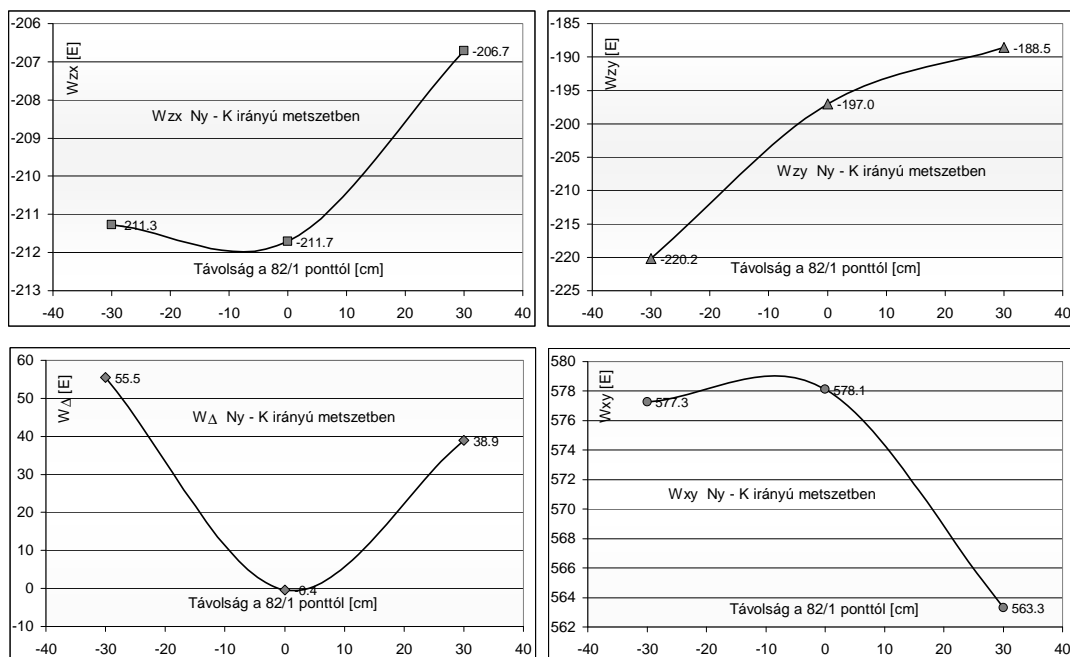 -206
-207
-208
-209
-210
-211
-212
-213
Wzx [E]
-206.7
Wzx Ny - K irányú metszetben
-211.3
-211.7
Távolság a 82/1 ponttól [cm]
-40 -30 -20 -10 0 10 20 30 40
-185
-190
-195
-200
-205
-210
-215
-220
-225
Wzy [E]
-188.5
-197.0
Wzy Ny - K irányú metszetben
-220.2
Távolság a 82/1 ponttól [cm]
-40 -30 -20 -10 0 10 20 30 40
60
50
40
30
20
10
0
-10
W∆ [E]
55.5
W∆ Ny - K irányú metszetben
38.9
-0.4
Távolság a 82/1 ponttól [cm]
-40 -30 -20 -10 0 10 20 30 40
580
578
576
574
572
570
568
566
564
562
Wxy [E]
577.3
578.1
Wxy Ny - K irányú metszetben
563.3
Távolság a 82/1 ponttól [cm]
-40 -30 -20 -10 0 10 20 30 40